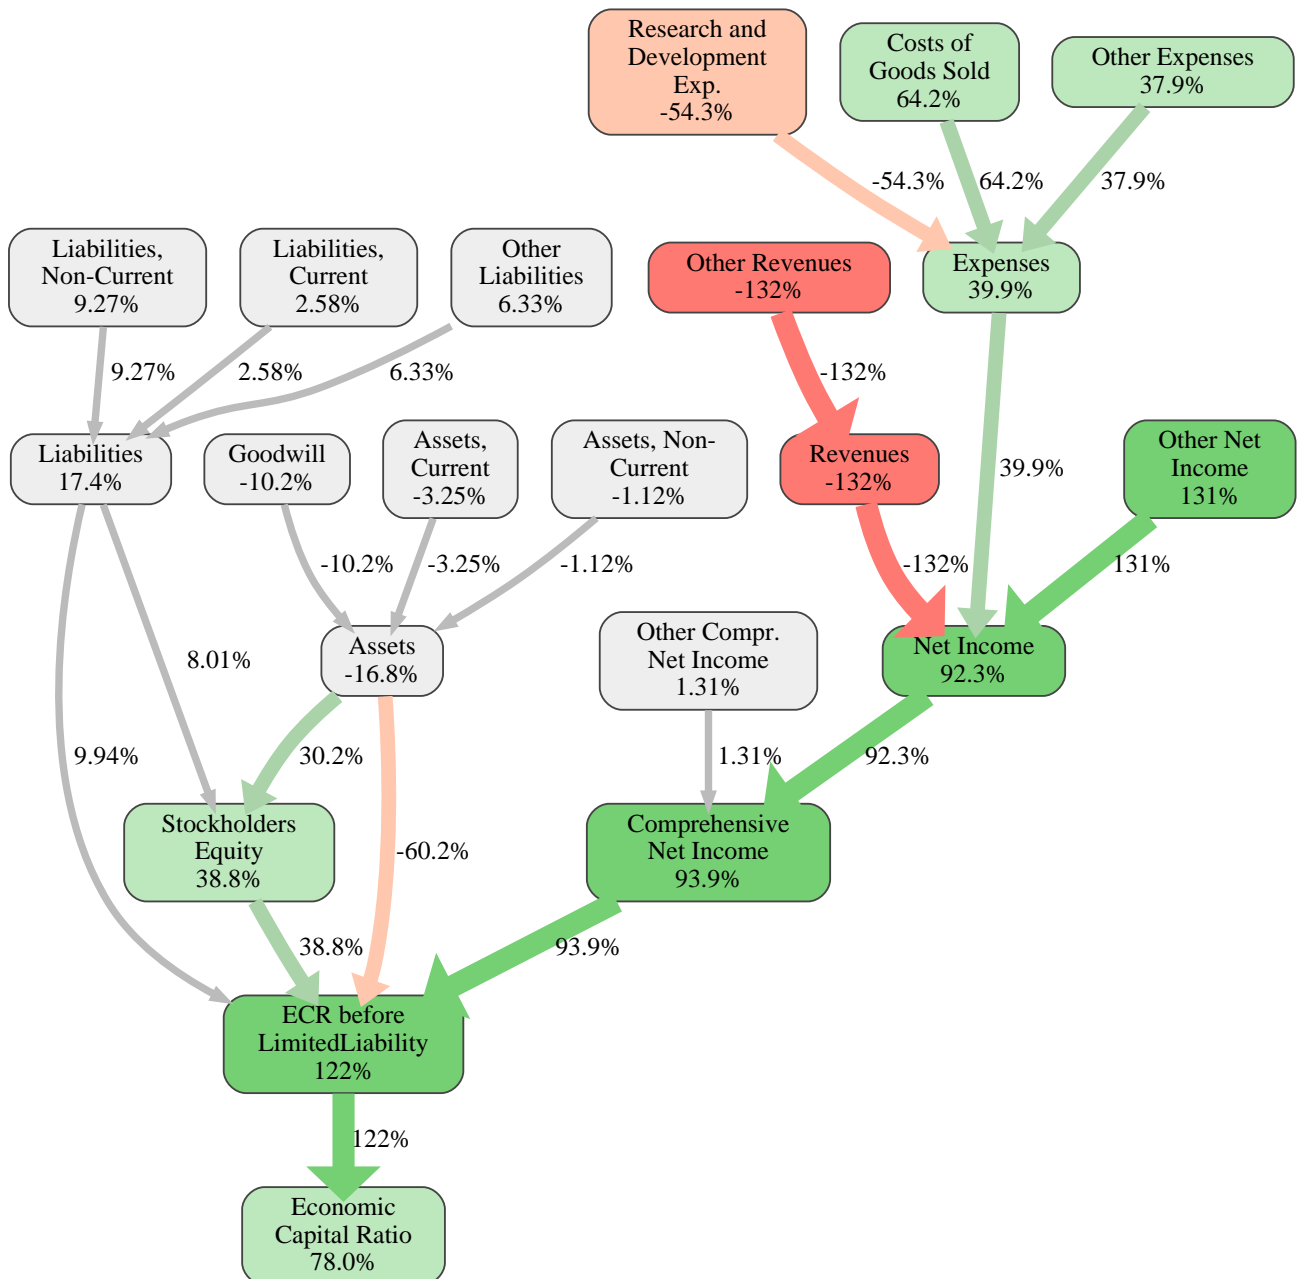 Research and
Development
Exp.
-54.3%
Costs of
Goods Sold
64.2%
Other Expenses
37.9%
-54.3%
64.2%
37.9%
Liabilities,
Non-Current
9.27%
Liabilities,
Current
2.58%
Other
Liabilities
6.33%
Other Revenues
-132%
Expenses
39.9%
9.27%
2.58%
6.33%
-132%
Liabilities
17.4%
Goodwill
-10.2%
Assets,
Current
-3.25%
Assets, Non-
Current
-1.12%
Revenues
-132%
39.9%
Other Net
Income
131%
-10.2%
-3.25%
-1.12%
-132%
131%
Assets
-16.8%
8.01%
Other Compr.
Net Income
1.31%
Net Income
92.3%
9.94%
30.2%
1.31%
92.3%
Stockholders
Equity
38.8%
-60.2%
Comprehensive
Net Income
93.9%
38.8%
93.9%
ECR before
LimitedLiability
122%
122%
Economic
Capital Ratio
78.0%